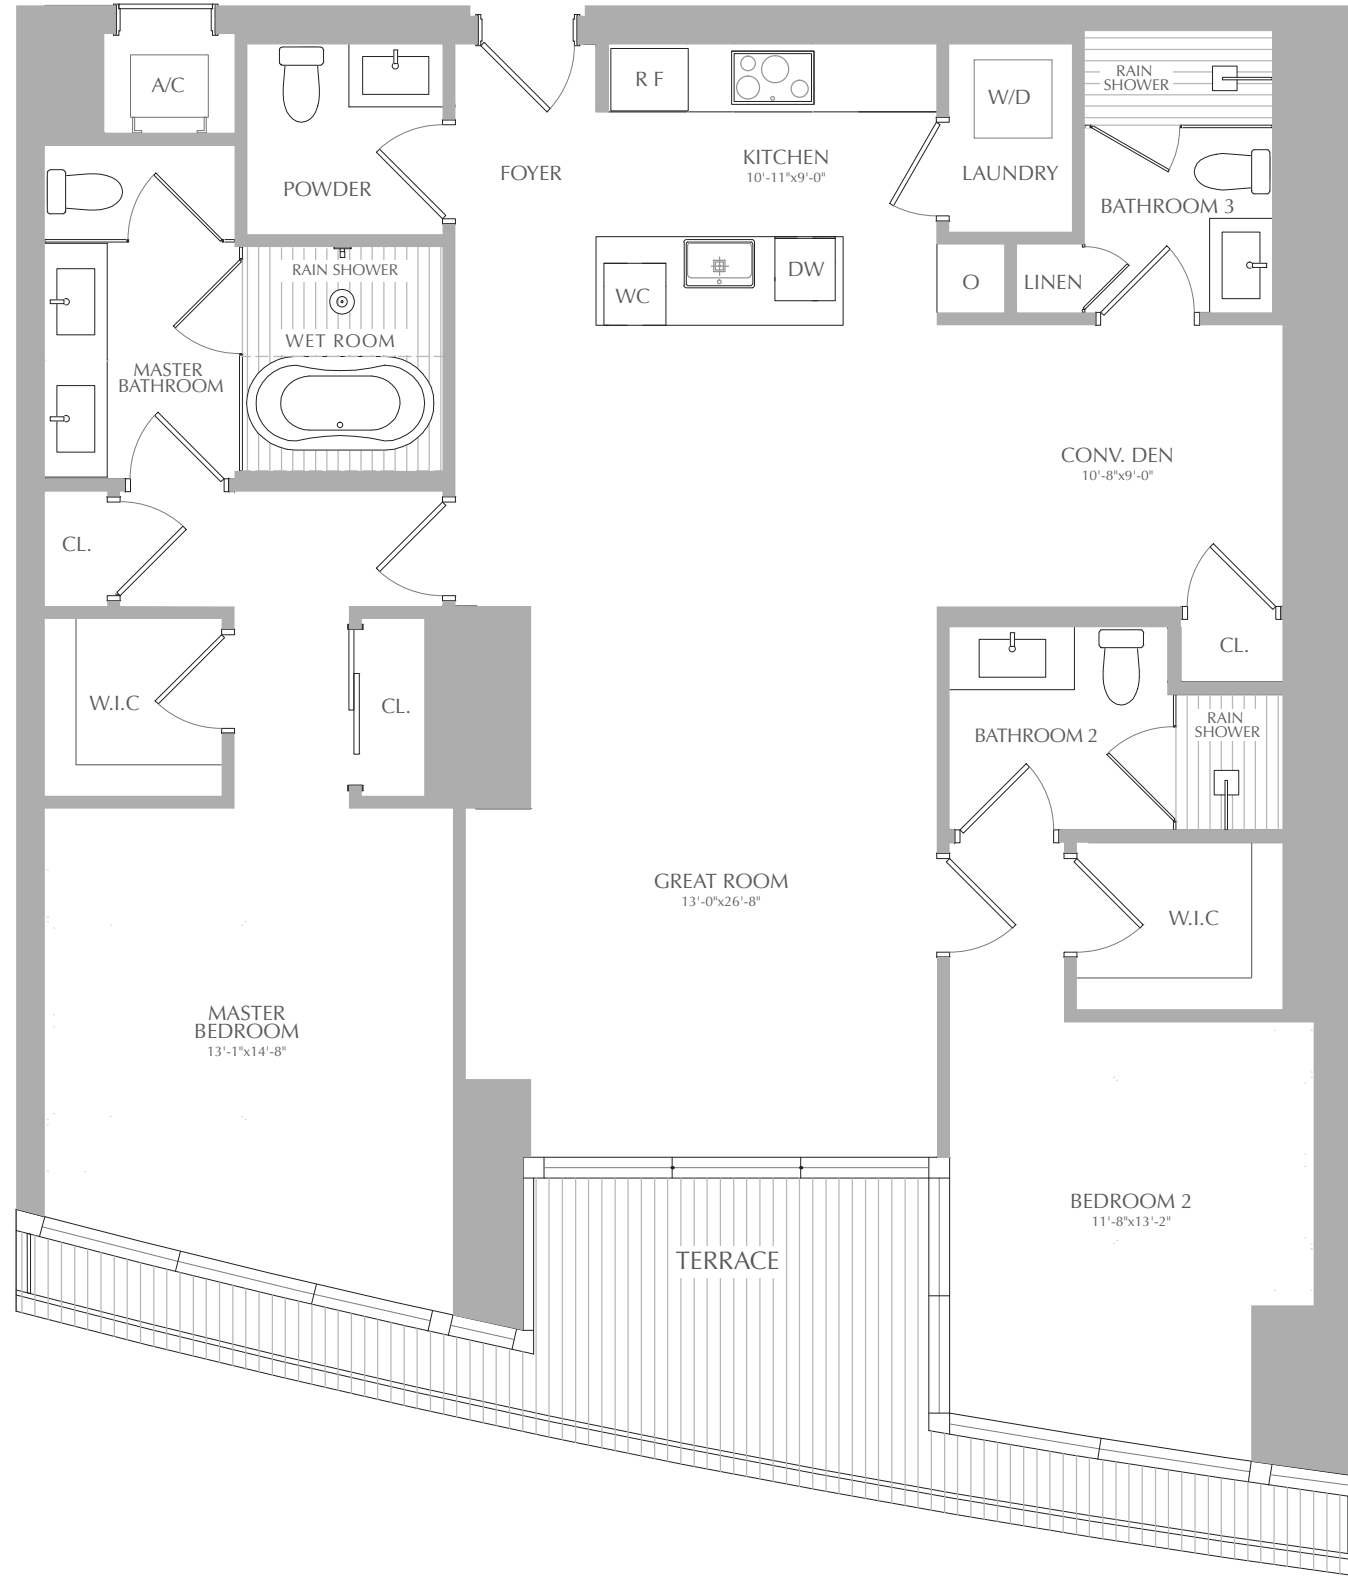 A/C
R F
W/D
RAIN
SHOWER
POWDER
FOYER
KITCHEN
10'-11"x9'-0"
LAUNDRY
BATHROOM 3
RAIN SHOWER
WET ROOM
WC
DW
O
LINEN
MASTER
BATHROOM
CONV. DEN
10'-8"x9'-0"
CL.
CL.
W.I.C
CL.
BATHROOM 2
RAIN
SHOWER
GREAT ROOM
13'-0"x26'-8"
W.I.C
MASTER
BEDROOM
13'-1"x14'-8"
BEDROOM 2
11'-8"x13'-2"
TERRACE